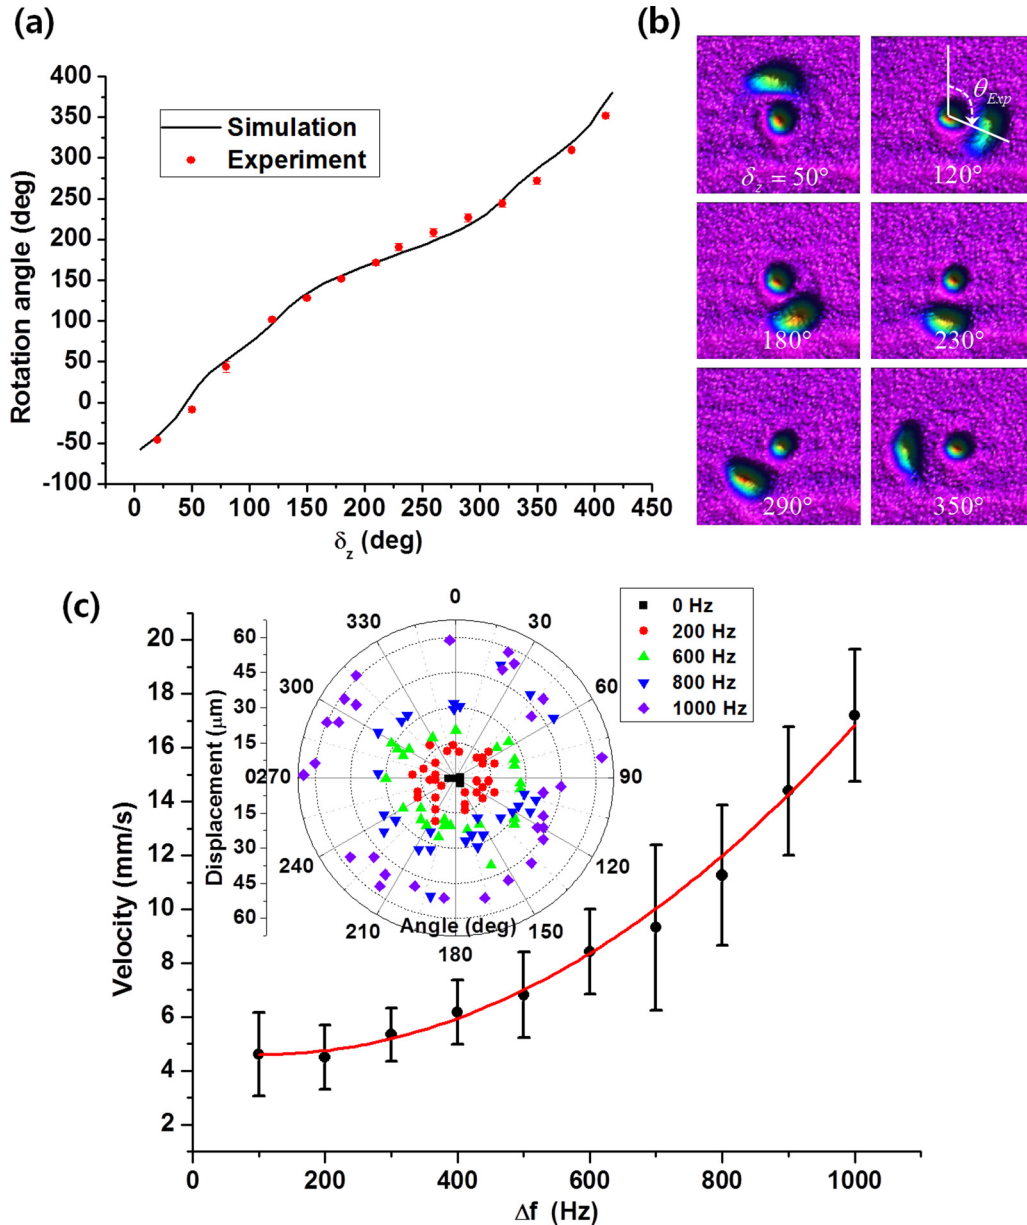 (a)
400
350
300
250
200
150
100
50
0
-50
-100
Rotation angle (deg)
Simulation
Experiment
0 50 100 150 200 250 300 350 400 450
δz (deg)
(b)
δz = 50°
θExp
120°
180°
230°
290°
350°
(c)
20
18
16
14
12
10
8
6
4
2
Velocity (mm/s)
0 200 400 600 800 1000
Δf (Hz)
60
45
30
15
0
15
30
45
60
Displacement (μm)
0
30
60
90
120
150
180
210
240
270
300
330
Angle (deg)
0 Hz
200 Hz
600 Hz
800 Hz
1000 Hz